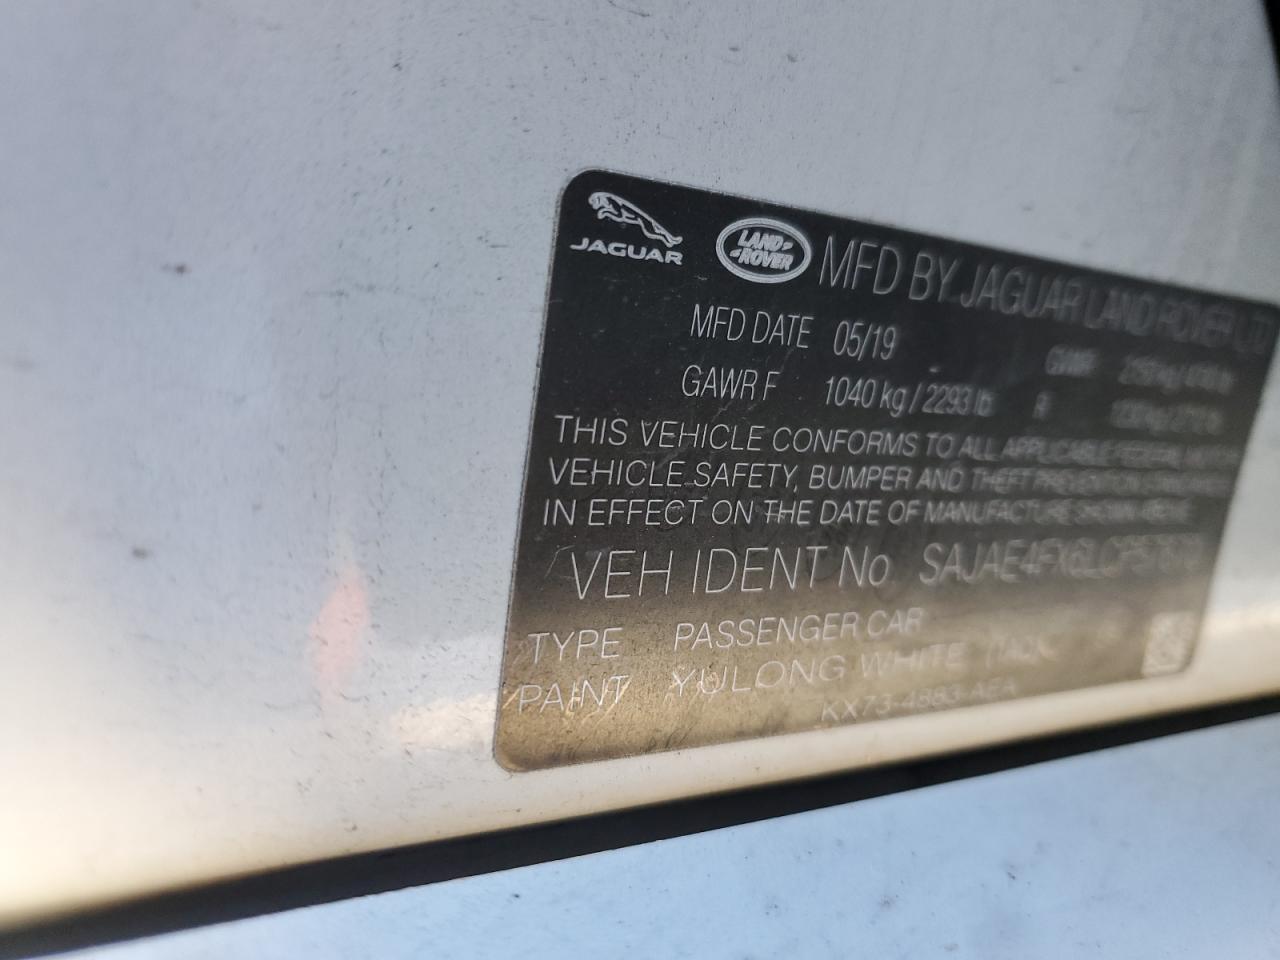 JAGUAR
LAND ROVER
MFD BY JAGUAR LAND ROVER LTD
MFD DATE 05/19
GAWR F 1040 kg / 2293 lb R
THIS VEHICLE CONFORMS TO ALL APPLICABLE FEDERAL
VEHICLE SAFETY, BUMPER AND THEFT PREVENTION STANDARDS
IN EFFECT ON THE DATE OF MANUFACTURE SHOWN ABOVE
VEH IDENT No
TYPE PASSENGER CAR
PAINT YULONG WHITE
KX73-4883-AEA